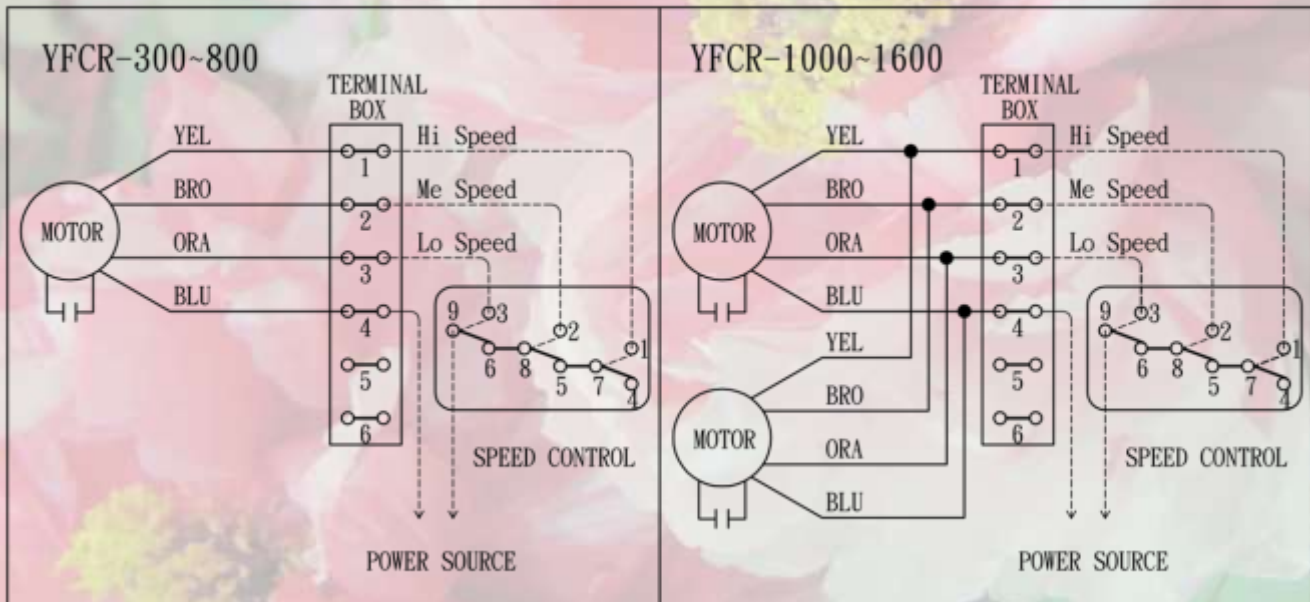 YFCR-300~800
TERMINAL
BOX
YEL
Hi Speed
1
BRO
Me Speed
2
MOTOR
ORA
Lo Speed
3
BLU
4
9
3
2
1
6
8
5
7
4
5
6
SPEED CONTROL
POWER SOURCE
YFCR-1000~1600
TERMINAL
BOX
YEL
Hi Speed
1
BRO
Me Speed
2
MOTOR
ORA
Lo Speed
3
BLU
4
9
3
2
1
6
8
5
7
4
YEL
5
BRO
6
MOTOR
ORA
SPEED CONTROL
BLU
POWER SOURCE